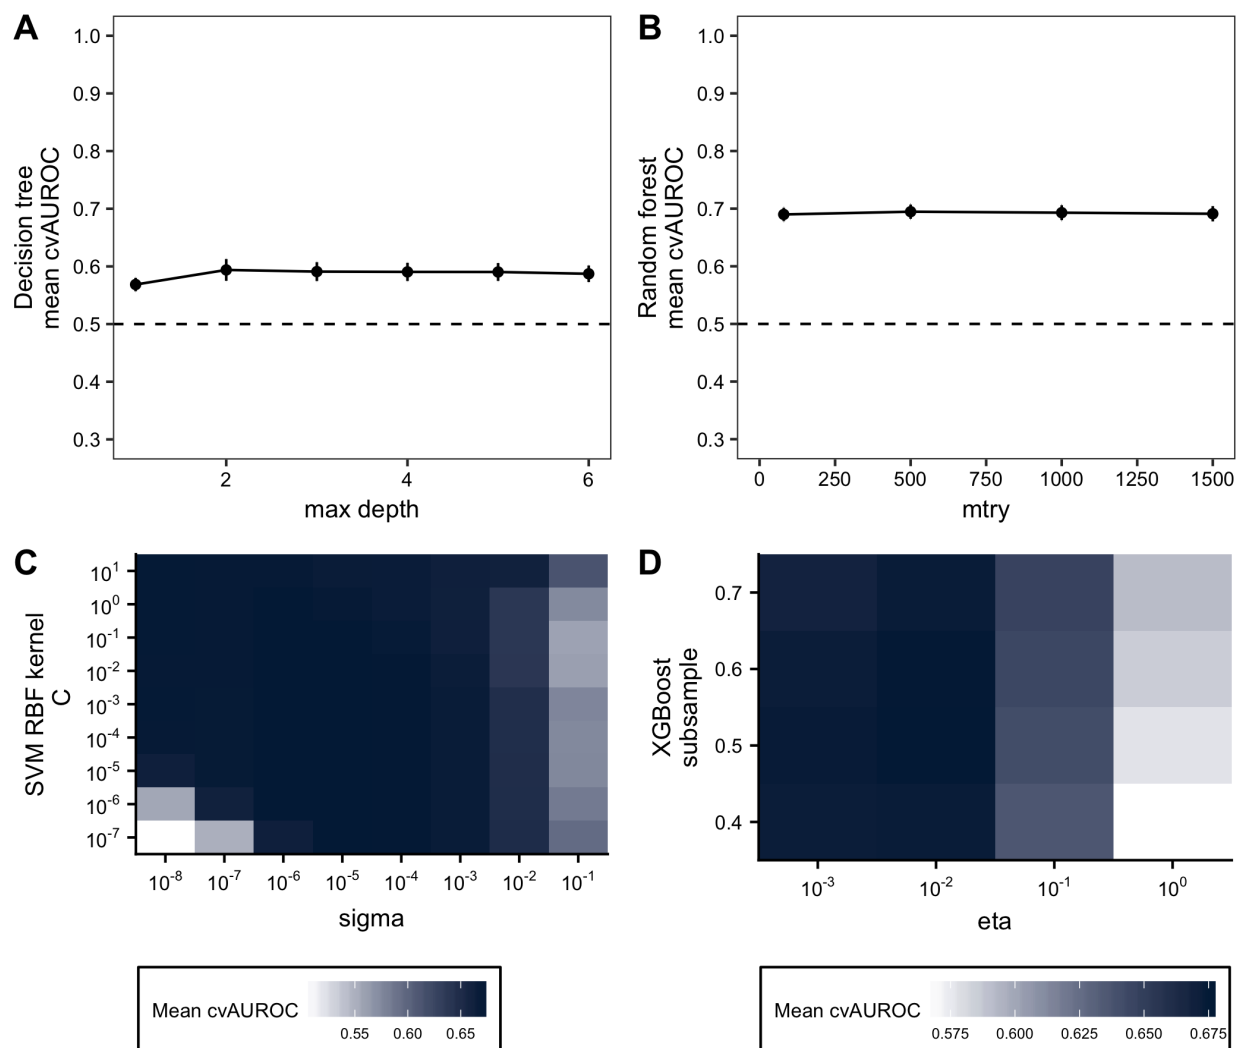 A
Decision tree
mean cvAUROC
1.0
0.9
0.8
0.7
0.6
0.5
0.4
0.3
2 4 6
max depth
B
Random forest
mean cvAUROC
1.0
0.9
0.8
0.7
0.6
0.5
0.4
0.3
0 250 500 750 1000 1250 1500
mtry
C
SVM RBF kernel
C
10¹
10⁰
10⁻¹
10⁻²
10⁻³
10⁻⁴
10⁻⁵
10⁻⁶
10⁻⁷
10⁻⁸ 10⁻⁷ 10⁻⁶ 10⁻⁵ 10⁻⁴ 10⁻³ 10⁻² 10⁻¹
sigma
Mean cvAUROC
0.55 0.60 0.65
D
XGBoost
subsample
0.7
0.6
0.5
0.4
10⁻³ 10⁻² 10⁻¹ 10⁰
eta
Mean cvAUROC
0.575 0.600 0.625 0.650 0.675